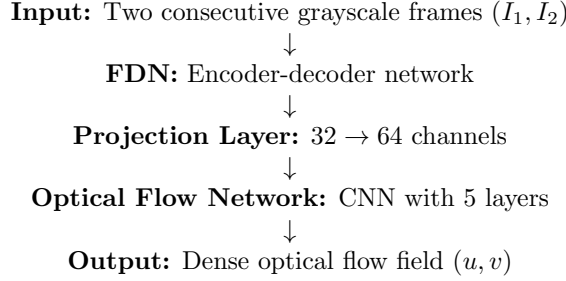 Input: Two consecutive grayscale frames (I₁, I₂)
↓
FDN: Encoder-decoder network
↓
Projection Layer: 32 → 64 channels
↓
Optical Flow Network: CNN with 5 layers
↓
Output: Dense optical flow field (u, v)